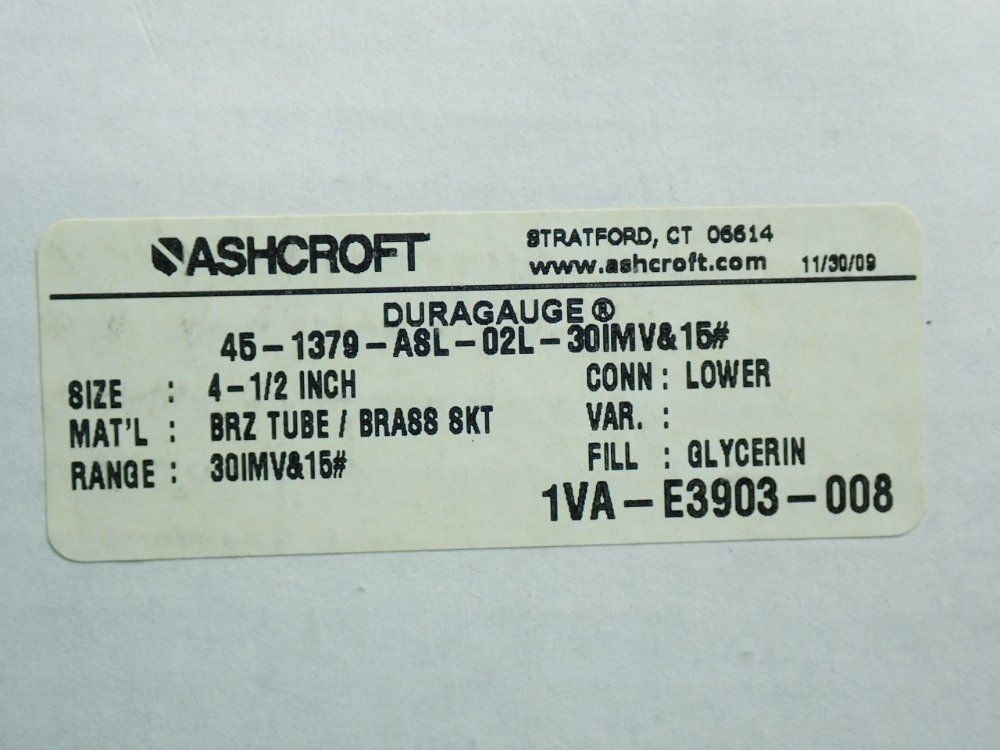 ASHCROFT
STRATFORD, CT 06614
www.ashcroft.com 11/30/09
DURAGAUGE®
45-1379-ASL-02L-30IMV&15#
SIZE : 4-1/2 INCH
CONN : LOWER
MAT'L : BRZ TUBE / BRASS SKT
VAR. :
RANGE : 30IMV&15#
FILL : GLYCERIN
1VA-E3903-008